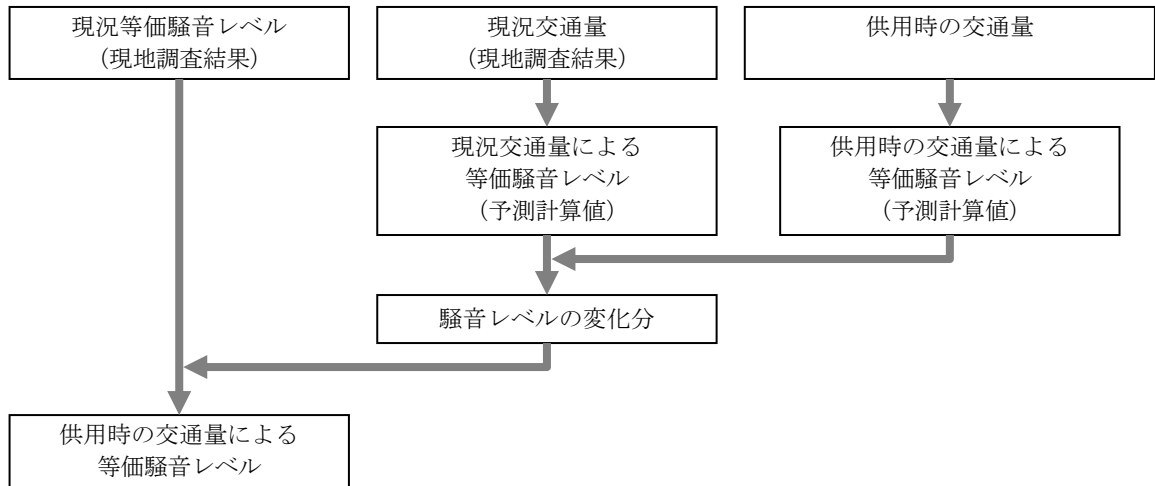 現況等価騒音レベル
（現地調査結果）
現況交通量
（現地調査結果）
供用時の交通量
現況交通量による
等価騒音レベル
（予測計算値）
供用時の交通量による
等価騒音レベル
（予測計算値）
騒音レベルの変化分
供用時の交通量による
等価騒音レベル